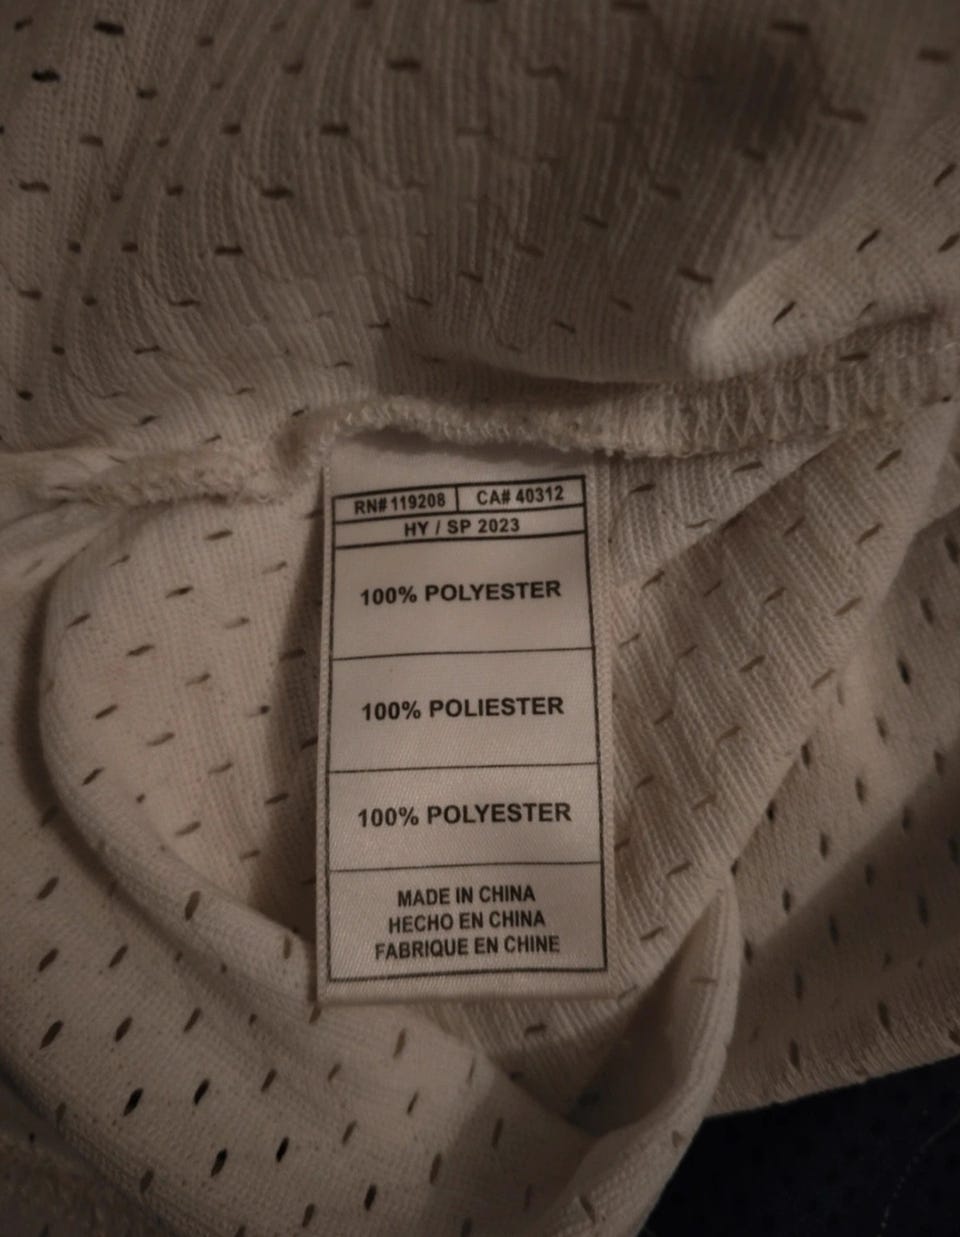 RN# 119208 CA# 40312
HY / SP 2023
100% POLYESTER
100% POLIESTER
100% POLYESTER
MADE IN CHINA
HECHO EN CHINA
FABRIQUE EN CHINE